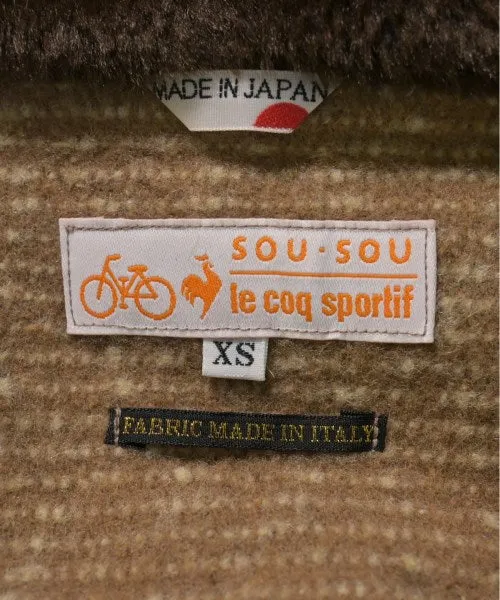 MADE IN JAPAN
SOU・SOU
le coq sportif
XS
FABRIC MADE IN ITALY